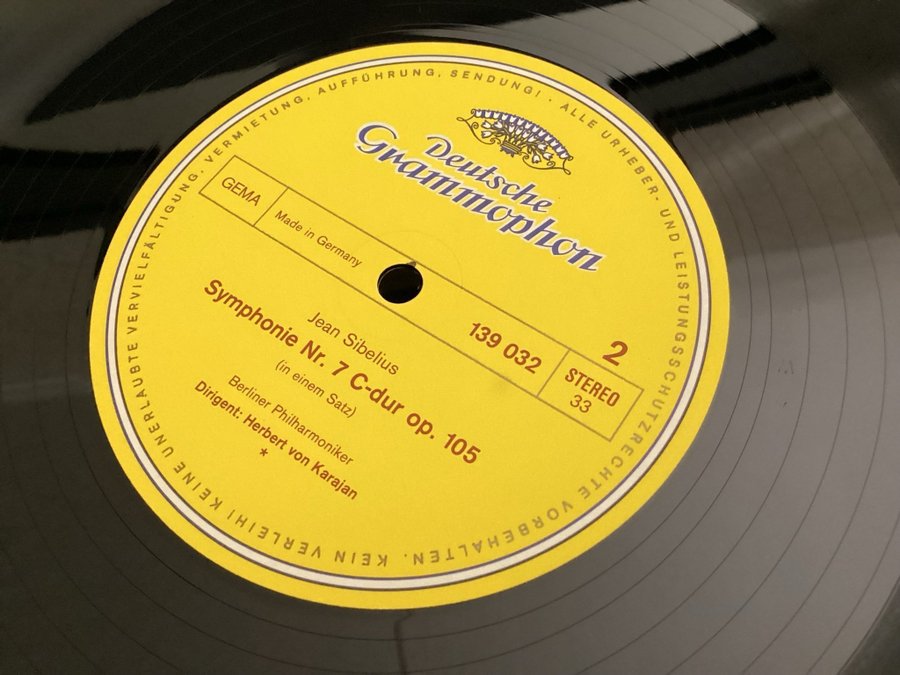 Deutsche
Grammophon
GEMA
Made in Germany
139 032
2
STEREO
33
Jean Sibelius
Symphonie Nr. 7 C-dur op. 105
(in einem Satz)
Berliner Philharmoniker
Dirigent: Herbert von Karajan
*
ALLE URHEBER- UND LEISTUNGSSCHUTZRECHTE VORBEHALTEN. KEIN VERLEIH! KEINE UNERLAUBTE VERVIELFÄLTIGUNG, VERMIETUNG, AUFFÜHRUNG, SENDUNG! ·